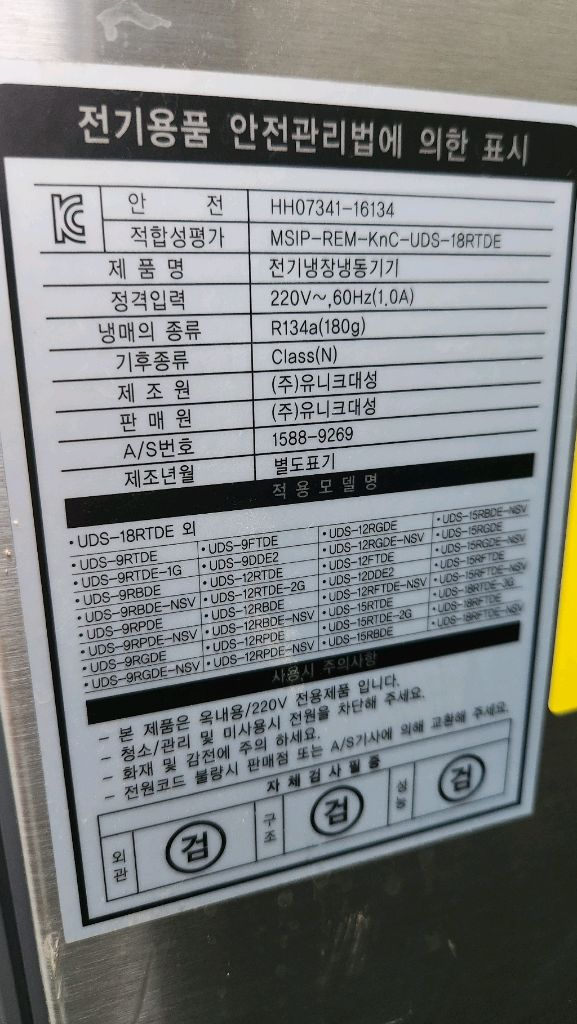 전기용품 안전관리법에 의한 표시
안 전 HH07341-16134
적합성평가 MSIP-REM-KnC-UDS-18RTDE
제 품 명 전기냉장냉동기기
정격입력 220V~,60Hz(1.0A)
냉매의 종류 R134a(180g)
기후종류 Class(N)
제 조 원 (주)유니크대성
판 매 원 (주)유니크대성
A/S번호 1588-9269
제조년월 별도표기
적용모델명
·UDS-18RTDE 외
·UDS-9RTDE ·UDS-9FTDE ·UDS-12RGDE ·UDS-15RBDE-NSV
·UDS-9RTDE-1G ·UDS-9DDE2 ·UDS-12RGDE-NSV ·UDS-15RGDE
·UDS-9RBDE ·UDS-12RTDE ·UDS-12FTDE ·UDS-15RGDE-NSV
·UDS-9RBDE-NSV ·UDS-12RTDE-2G ·UDS-12DDE2 ·UDS-15RFTDE
·UDS-9RPDE ·UDS-12RBDE ·UDS-12RFTDE-NSV ·UDS-15RFTDE-NSV
·UDS-9RPDE-NSV ·UDS-12RBDE-NSV ·UDS-15RTDE ·UDS-18RTDE-3G
·UDS-9RGDE ·UDS-12RPDE ·UDS-15RTDE-2G ·UDS-18RFTDE
·UDS-9RGDE-NSV ·UDS-12RPDE-NSV ·UDS-15RBDE ·UDS-18RFTDE-NSV
사용시 주의사항
- 본 제품은 옥내용/220V 전용제품 입니다.
- 청소/관리 및 미사용시 전원을 차단해 주세요.
- 화재 및 감전에 주의 하세요.
- 전원코드 불량시 판매점 또는 A/S기사에 의해 교환해 주세요.
자체검사필증
외관 검 구조 검 성능 검